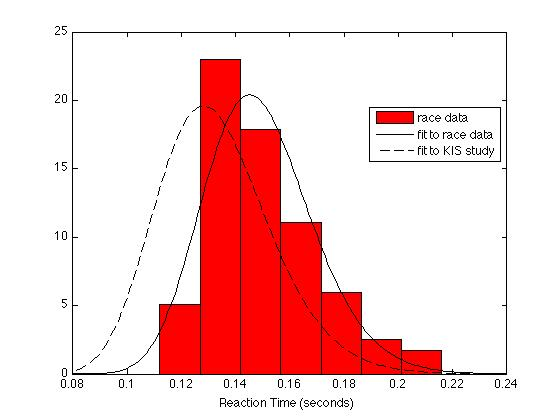 25
20
15
10
5
0
race data
fit to race data
fit to KIS study
0.08 0.1 0.12 0.14 0.16 0.18 0.2 0.22 0.24
Reaction Time (seconds)